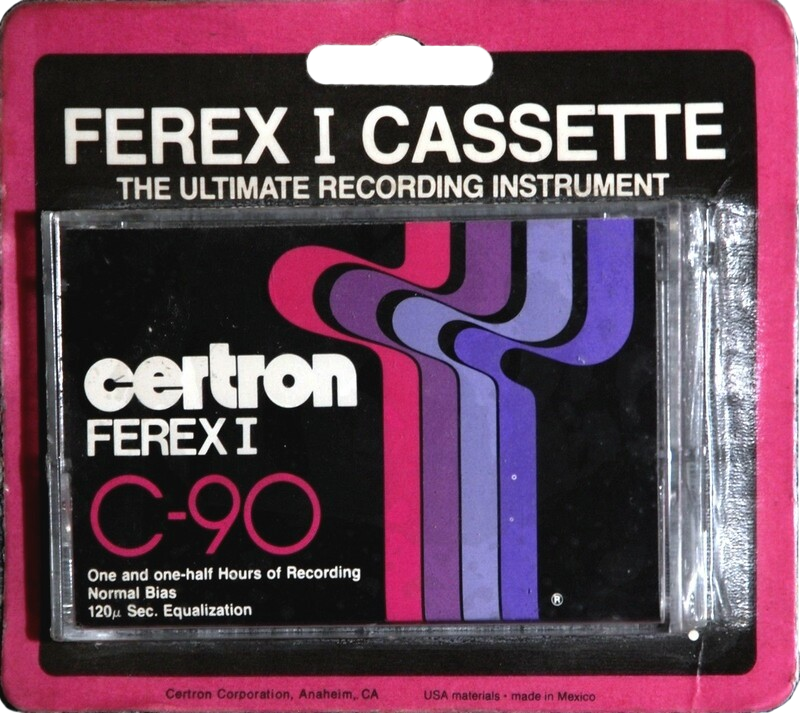 FEREX I CASSETTE
THE ULTIMATE RECORDING INSTRUMENT
certron
FEREX I
C-90
One and one-half Hours of Recording
Normal Bias
120μ Sec. Equalization
®
Certron Corporation, Anaheim, CA USA materials • made in Mexico